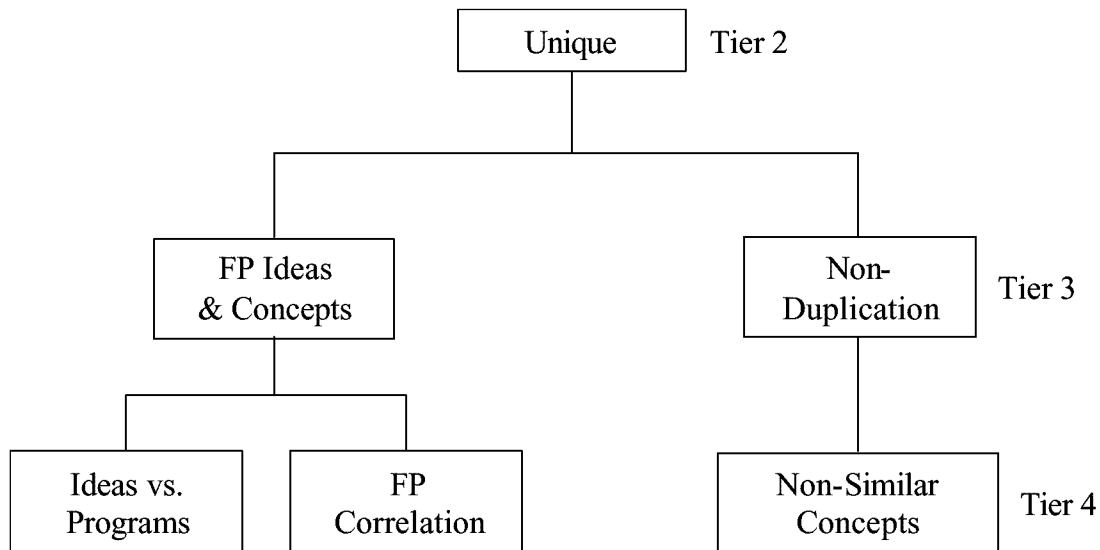 Unique
Tier 2
FP Ideas
& Concepts
Non-
Duplication
Tier 3
Ideas vs.
Programs
FP
Correlation
Non-Similar
Concepts
Tier 4